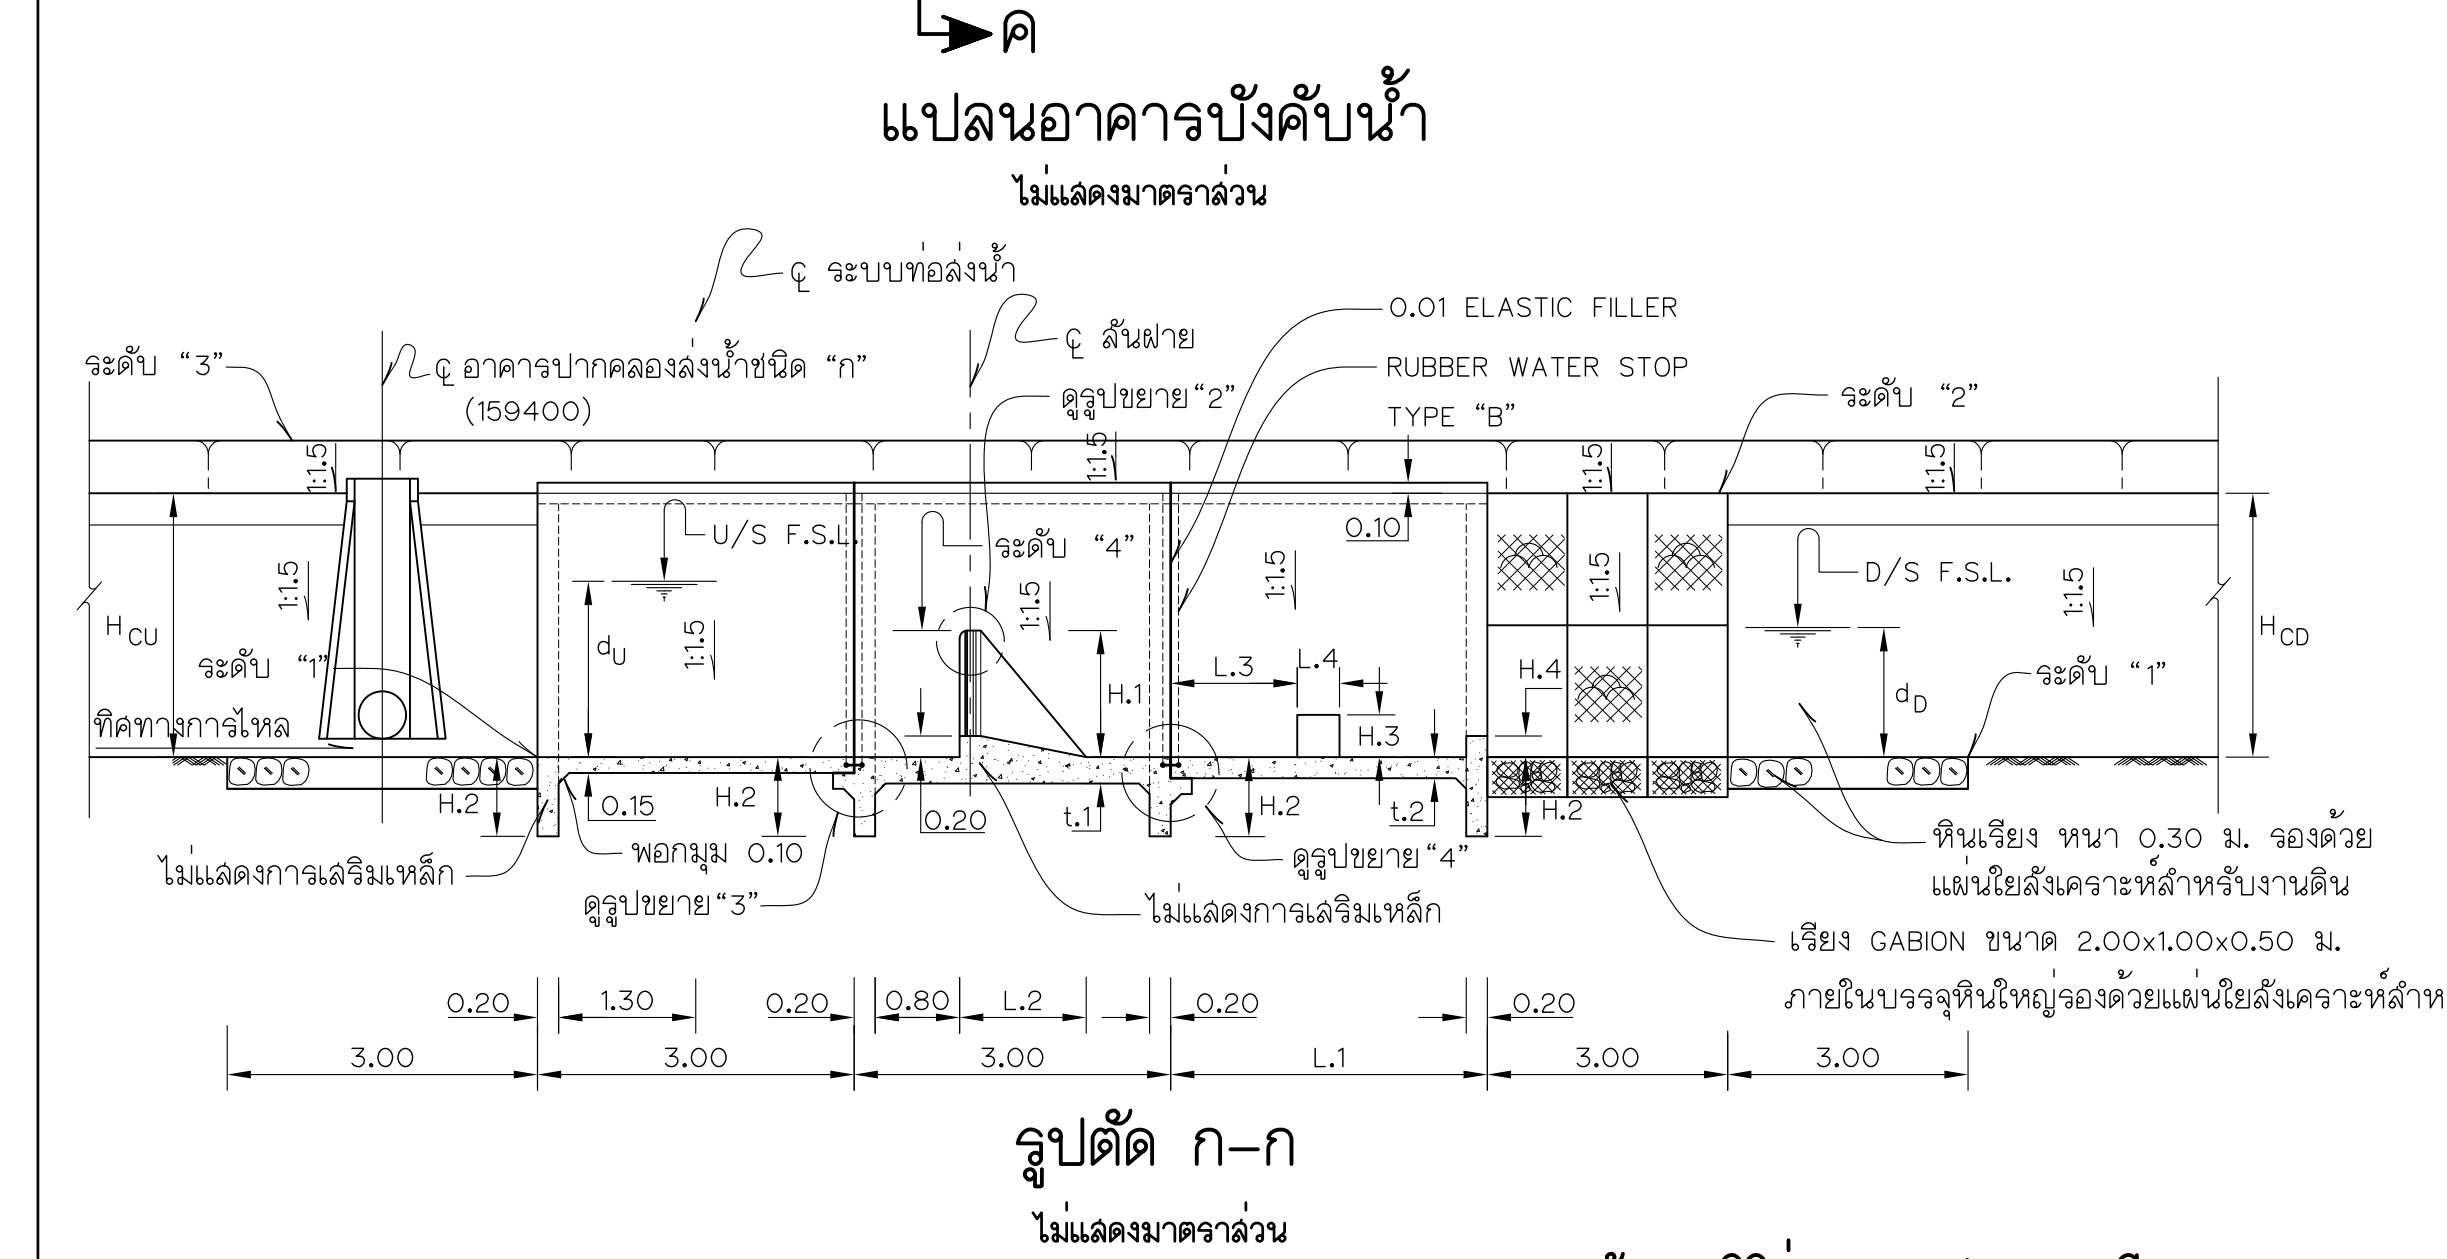 ค
แปลนอาคารบังคับน้ำ
ไม่แสดงมาตราส่วน
℄ ระบบท่อส่งน้ำ
0.01 ELASTIC FILLER
℄ สันฝาย
ระดับ “3”
℄ อาคารปากคลองส่งน้ำชนิด “ก”
(159400)
RUBBER WATER STOP
TYPE “B”
ดูรูปขยาย “2”
ระดับ “2”
1:1.5
1:1.5
1:1.5
1:1.5
U/S F.S.L.
ระดับ “4”
0.10
D/S F.S.L.
1:1.5
1:1.5
1:1.5
1:1.5
1:1.5
1:1.5
HCU
dU
HCD
ระดับ “1”
L.3
L.4
H.4
H.1
ระดับ “1”
dD
ทิศทางการไหล
H.3
H.2
0.15
H.2
0.20
t.1
H.2
t.2
H.2
พอกมุม 0.10
ไม่แสดงการเสริมเหล็ก
ดูรูปขยาย “3”
ดูรูปขยาย “4”
ไม่แสดงการเสริมเหล็ก
หินเรียง หนา 0.30 ม. รองด้วย
แผ่นใยสังเคราะห์สำหรับงานดิน
เรียง GABION ขนาด 2.00x1.00x0.50 ม.
ภายในบรรจุหินใหญ่รองด้วยแผ่นใยสังเคราะห์สำห
0.20 1.30 0.20 0.80 L.2 0.20 0.20
3.00 3.00 3.00 L.1 3.00 3.00
รูปตัด ก-ก
ไม่แสดงมาตราส่วน